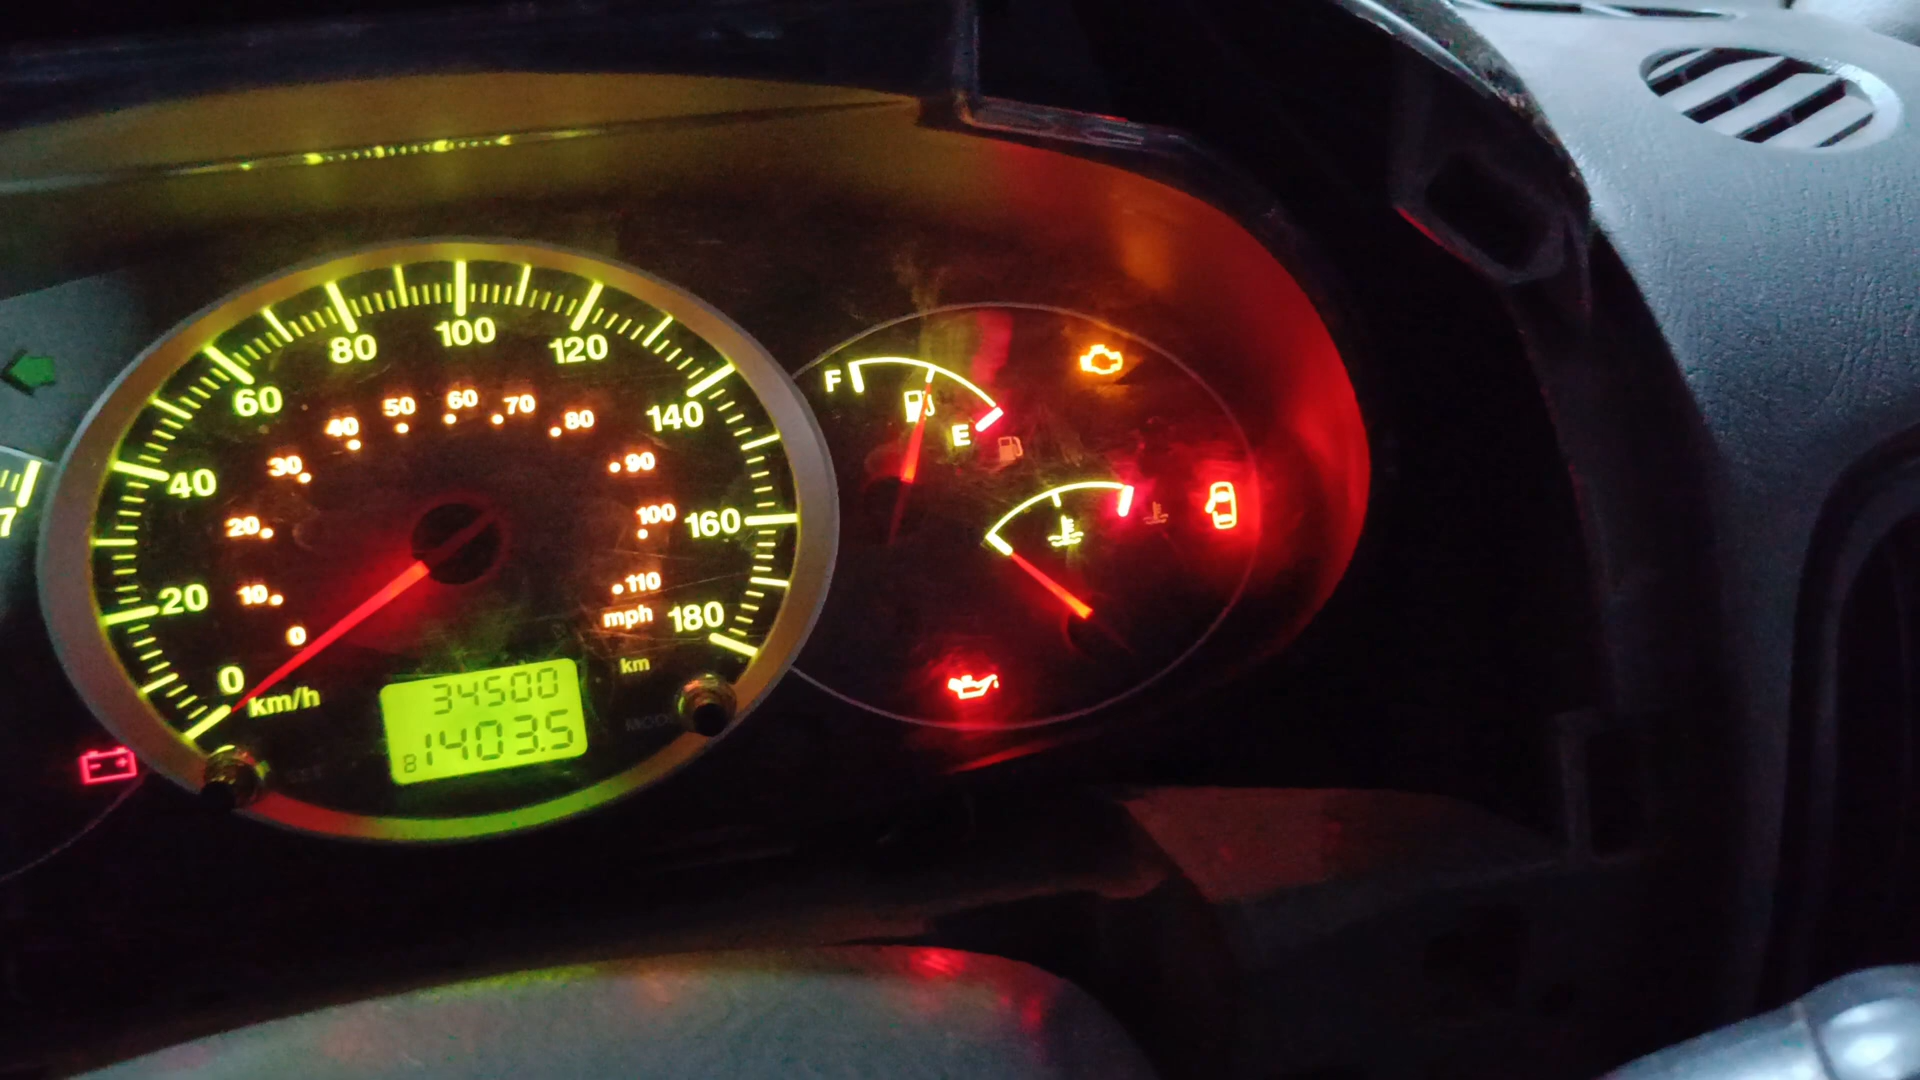 80 100 120
60 140
40 160
20 180
0 km/h
40 50 60 70 80
30 90
20 100
10 110
0 mph
km
34500
B 1403.5
F
E
7